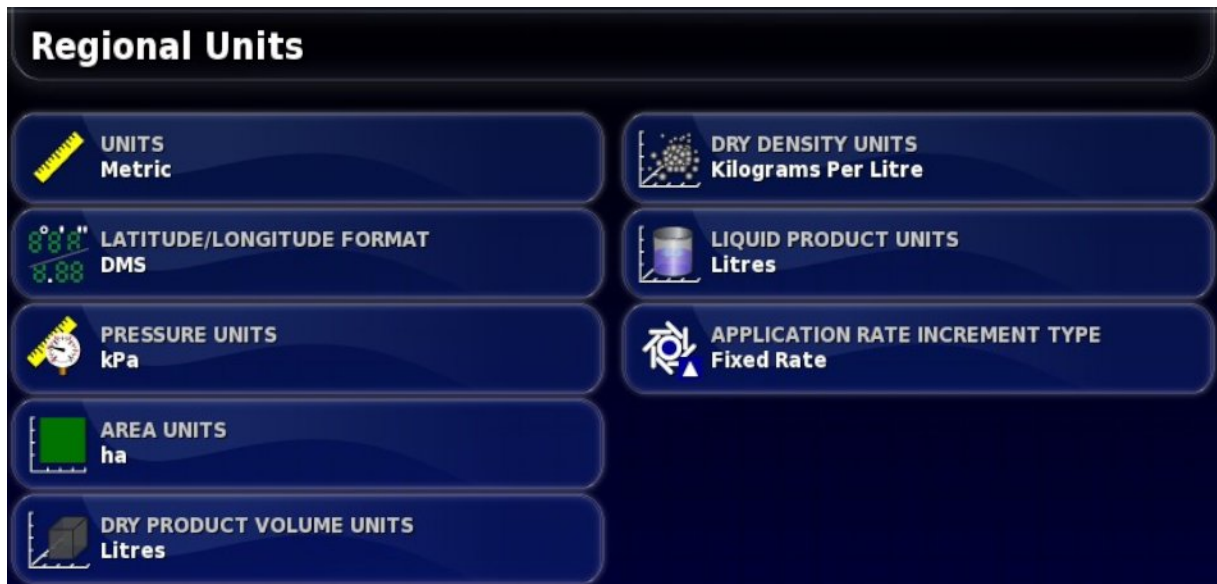 Regional Units
UNITS
Metric
LATITUDE/LONGITUDE FORMAT
DMS
PRESSURE UNITS
kPa
AREA UNITS
ha
DRY PRODUCT VOLUME UNITS
Litres
DRY DENSITY UNITS
Kilograms Per Litre
LIQUID PRODUCT UNITS
Litres
APPLICATION RATE INCREMENT TYPE
Fixed Rate